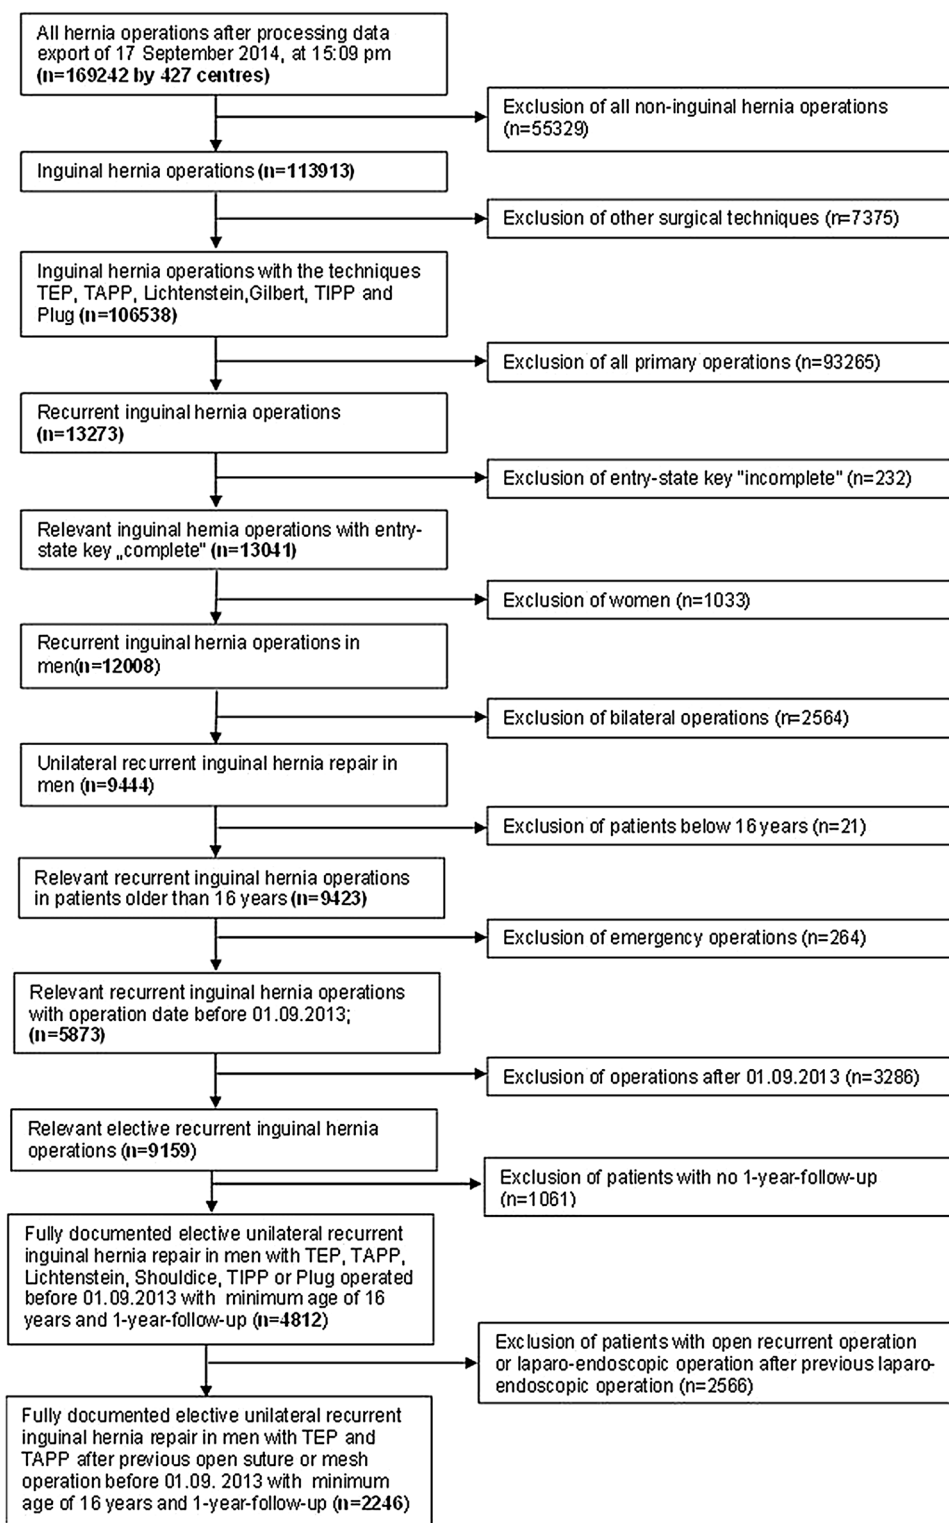 All hernia operations after processing data
export of 17 September 2014, at 15:09 pm
(n=169242 by 427 centres)
Exclusion of all non-inguinal hernia operations
(n=55329)
Inguinal hernia operations (n=113913)
Exclusion of other surgical techniques (n=7375)
Inguinal hernia operations with the techniques
TEP, TAPP, Lichtenstein,Gilbert, TIPP and
Plug (n=106538)
Exclusion of all primary operations (n=93265)
Recurrent inguinal hernia operations
(n=13273)
Exclusion of entry-state key "incomplete" (n=232)
Relevant inguinal hernia operations with entry-
state key „complete" (n=13041)
Exclusion of women (n=1033)
Recurrent inguinal hernia operations in
men(n=12008)
Exclusion of bilateral operations (n=2564)
Unilateral recurrent inguinal hernia repair in
men (n=9444)
Exclusion of patients below 16 years (n=21)
Relevant recurrent inguinal hernia operations
in patients older than 16 years (n=9423)
Exclusion of emergency operations (n=264)
Relevant recurrent inguinal hernia operations
with operation date before 01.09.2013;
(n=5873)
Exclusion of operations after 01.09.2013 (n=3286)
Relevant elective recurrent inguinal hernia
operations (n=9159)
Exclusion of patients with no 1-year-follow-up
(n=1061)
Fully documented elective unilateral recurrent
inguinal hernia repair in men with TEP, TAPP,
Lichtenstein, Shouldice, TIPP or Plug operated
before 01.09.2013 with minimum age of 16
years and 1-year-follow-up (n=4812)
Exclusion of patients with open recurrent operation
or laparo-endoscopic operation after previous laparo-
endoscopic operation (n=2566)
Fully documented elective unilateral recurrent
inguinal hernia repair in men with TEP and
TAPP after previous open suture or mesh
operation before 01.09. 2013 with minimum
age of 16 years and 1-year-follow-up (n=2246)